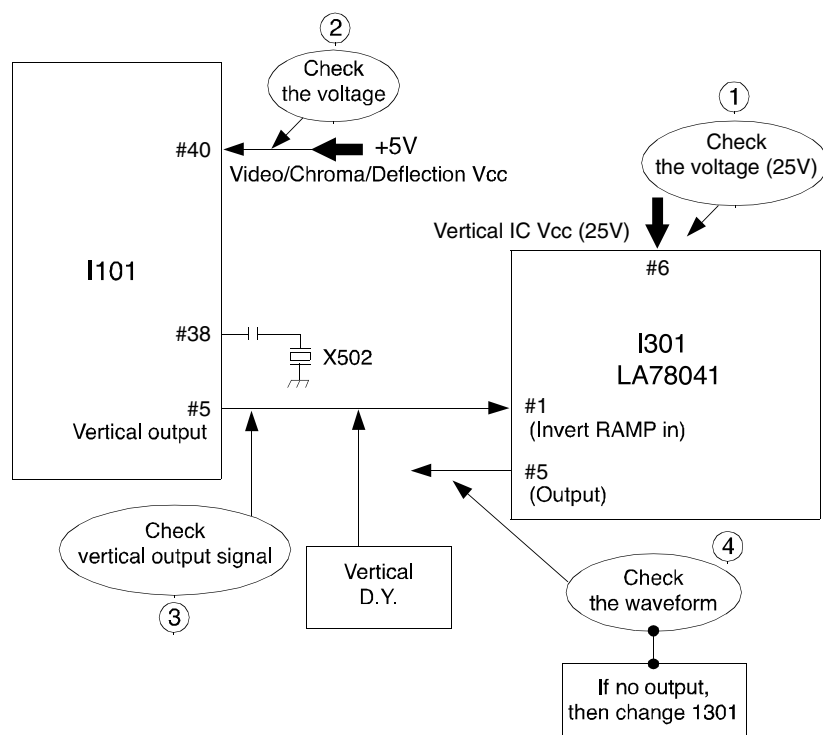 2
Check
the voltage
1
Check
the voltage (25V)
#40
+5V
Video/Chroma/Deflection Vcc
Vertical IC Vcc (25V)
#6
I101
#38
X502
I301
LA78041
#5
Vertical output
#1
(Invert RAMP in)
#5
(Output)
Check
vertical output signal
3
Vertical
D.Y.
4
Check
the waveform
If no output,
then change 1301